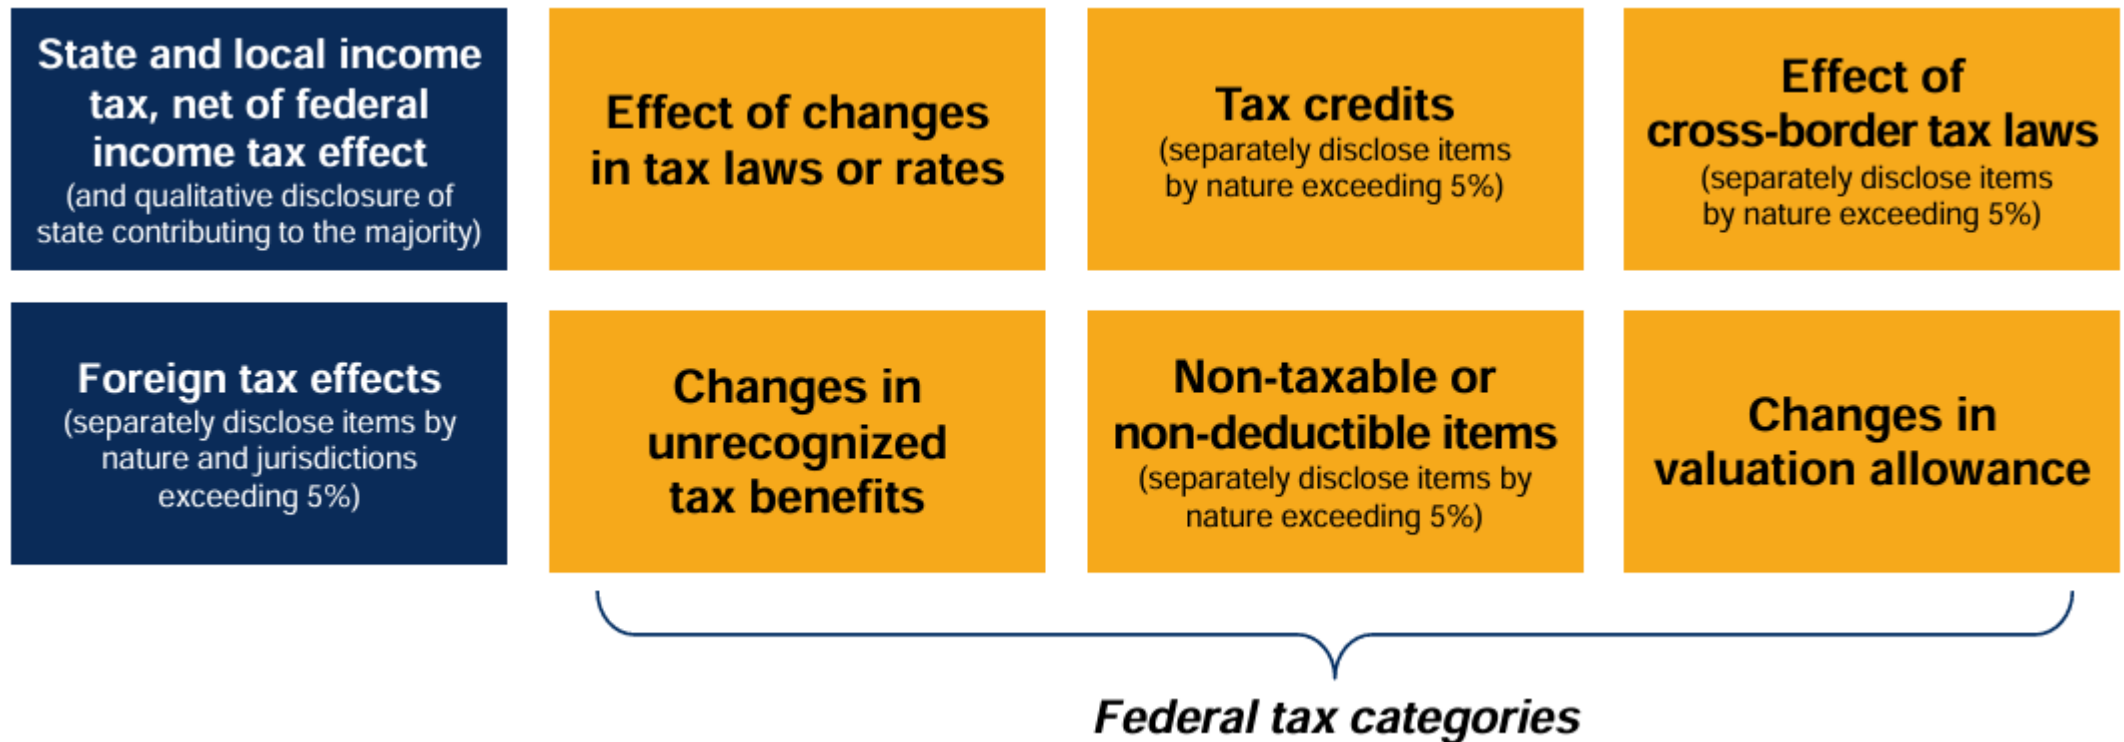 State and local income
tax, net of federal
income tax effect
(and qualitative disclosure of
state contributing to the majority)
Effect of changes
in tax laws or rates
Tax credits
(separately disclose items
by nature exceeding 5%)
Effect of
cross-border tax laws
(separately disclose items
by nature exceeding 5%)
Foreign tax effects
(separately disclose items by
nature and jurisdictions
exceeding 5%)
Changes in
unrecognized
tax benefits
Non-taxable or
non-deductible items
(separately disclose items by
nature exceeding 5%)
Changes in
valuation allowance
Federal tax categories